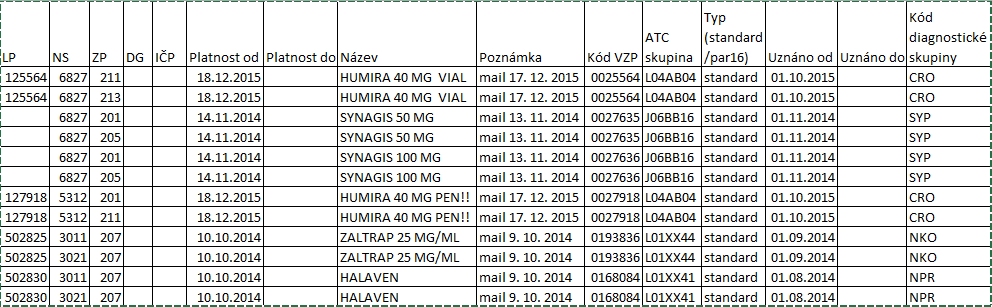 LP NS ZP DG IČP Platnost od Platnost do Název Poznámka Kód VZP ATC skupina Typ (standard /par16) Uznáno od Uznáno do Kód diagnostické skupiny
125564 6827 211 18.12.2015 HUMIRA 40 MG  VIAL mail 17. 12. 2015 0025564 L04AB04 standard 01.10.2015 CRO
125564 6827 213 18.12.2015 HUMIRA 40 MG  VIAL mail 17. 12. 2015 0025564 L04AB04 standard 01.10.2015 CRO
6827 201 14.11.2014 SYNAGIS 50 MG mail 13. 11. 2014 0027635 J06BB16 standard 01.11.2014 SYP
6827 205 14.11.2014 SYNAGIS 50 MG mail 13. 11. 2014 0027635 J06BB16 standard 01.11.2014 SYP
6827 201 14.11.2014 SYNAGIS 100 MG mail 13. 11. 2014 0027636 J06BB16 standard 01.11.2014 SYP
6827 205 14.11.2014 SYNAGIS 100 MG mail 13. 11. 2014 0027636 J06BB16 standard 01.11.2014 SYP
127918 5312 201 18.12.2015 HUMIRA 40 MG PEN!! mail 17. 12. 2015 0027918 L04AB04 standard 01.10.2015 CRO
127918 5312 211 18.12.2015 HUMIRA 40 MG PEN!! mail 17. 12. 2015 0027918 L04AB04 standard 01.10.2015 CRO
502825 3011 207 10.10.2014 ZALTRAP 25 MG/ML mail 9. 10. 2014 0193836 L01XX44 standard 01.09.2014 NKO
502825 3021 207 10.10.2014 ZALTRAP 25 MG/ML mail 9. 10. 2014 0193836 L01XX44 standard 01.09.2014 NKO
502830 3011 207 10.10.2014 HALAVEN mail 9. 10. 2014 0168084 L01XX41 standard 01.08.2014 NPR
502830 3021 207 10.10.2014 HALAVEN mail 9. 10. 2014 0168084 L01XX41 standard 01.08.2014 NPR